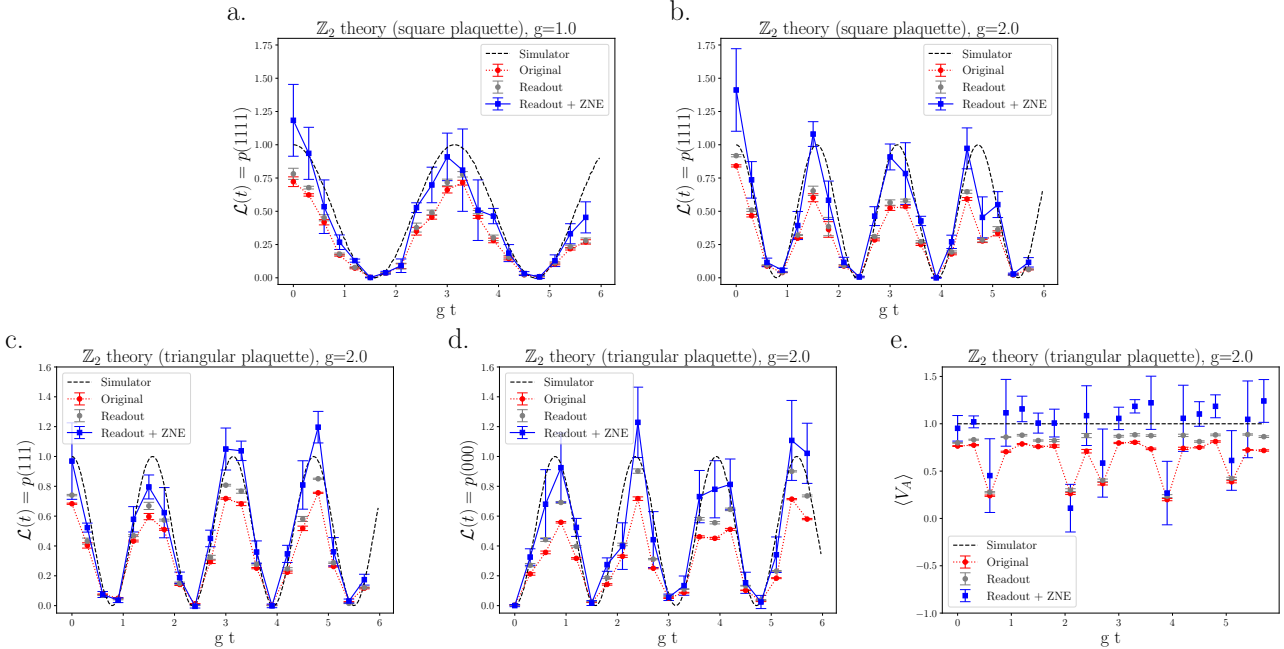 a.
ℤ₂ theory (square plaquette), g=1.0
1.75
1.50
1.25
1.00
0.75
0.50
0.25
0.00
ℒ(t) = p(1111)
Simulator
Original
Readout
Readout + ZNE
0 1 2 3 4 5 6
g t
b.
ℤ₂ theory (square plaquette), g=2.0
1.75
1.50
1.25
1.00
0.75
0.50
0.25
0.00
ℒ(t) = p(1111)
Simulator
Original
Readout
Readout + ZNE
0 1 2 3 4 5 6
g t
c.
ℤ₂ theory (triangular plaquette), g=2.0
1.6
1.4
1.2
1.0
0.8
0.6
0.4
0.2
0.0
ℒ(t) = p(111)
Simulator
Original
Readout
Readout + ZNE
0 1 2 3 4 5 6
g t
d.
ℤ₂ theory (triangular plaquette), g=2.0
1.6
1.4
1.2
1.0
0.8
0.6
0.4
0.2
0.0
ℒ(t) = p(000)
Simulator
Original
Readout
Readout + ZNE
0 1 2 3 4 5 6
g t
e.
ℤ₂ theory (triangular plaquette), g=2.0
1.5
1.0
0.5
0.0
−0.5
−1.0
⟨V_A⟩
Simulator
Original
Readout
Readout + ZNE
0 1 2 3 4 5
g t